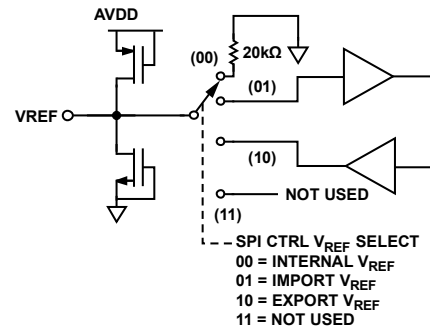 AVDD
(00)
20kΩ
(01)
VREF
(10)
NOT USED
(11)
SPI CTRL VREF SELECT
00 = INTERNAL VREF
01 = IMPORT VREF
10 = EXPORT VREF
11 = NOT USED